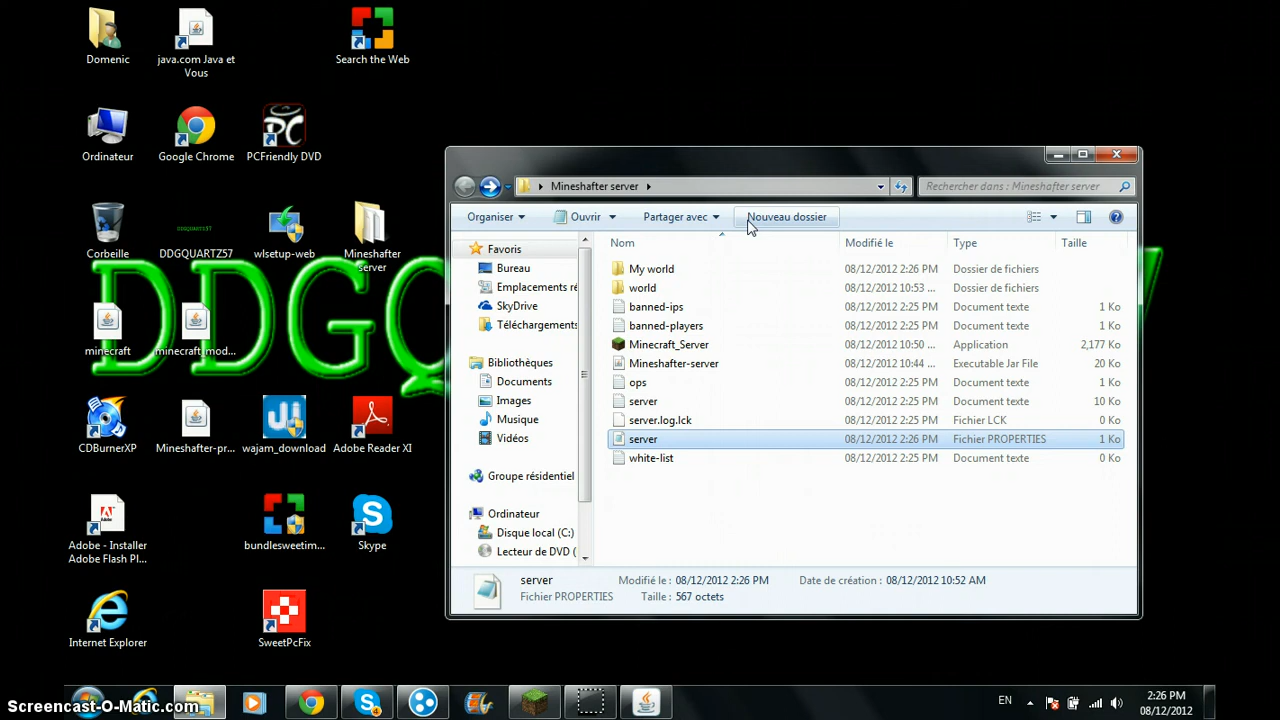 Domenic
java.com Java et
Vous
Search the Web
Ordinateur
Google Chrome
PCFriendly DVD
Corbeille
DDGQUARTZ57
wlsetup-web
Mineshafter
server
minecraft
minecraft_mod...
CDBurnerXP
Mineshafter-pr...
wajam_download
Adobe Reader XI
Adobe - Installer
Adobe Flash Pl...
bundlesweetim...
Skype
Internet Explorer
SweetPcFix
DDGQ
Mineshafter server
Rechercher dans : Mineshafter server
Organiser
Ouvrir
Partager avec
Nouveau dossier
Favoris
Bureau
Emplacements ré
SkyDrive
Téléchargements
Bibliothèques
Documents
Images
Musique
Vidéos
Groupe résidentiel
Ordinateur
Disque local (C:)
Lecteur de DVD (
Nom Modifié le Type Taille
My world 08/12/2012 2:26 PM Dossier de fichiers
world 08/12/2012 10:53 ... Dossier de fichiers
banned-ips 08/12/2012 2:25 PM Document texte 1 Ko
banned-players 08/12/2012 2:25 PM Document texte 1 Ko
Minecraft_Server 08/12/2012 10:50 ... Application 2,177 Ko
Mineshafter-server 08/12/2012 10:44 ... Executable Jar File 20 Ko
ops 08/12/2012 2:25 PM Document texte 1 Ko
server 08/12/2012 2:25 PM Document texte 10 Ko
server.log.lck 08/12/2012 2:25 PM Fichier LCK 0 Ko
server 08/12/2012 2:26 PM Fichier PROPERTIES 1 Ko
white-list 08/12/2012 2:25 PM Document texte 0 Ko
server Modifié le : 08/12/2012 2:26 PM Date de création : 08/12/2012 10:52 AM
Fichier PROPERTIES Taille : 567 octets
Screencast-O-Matic.com
4
EN
2:26 PM
08/12/2012